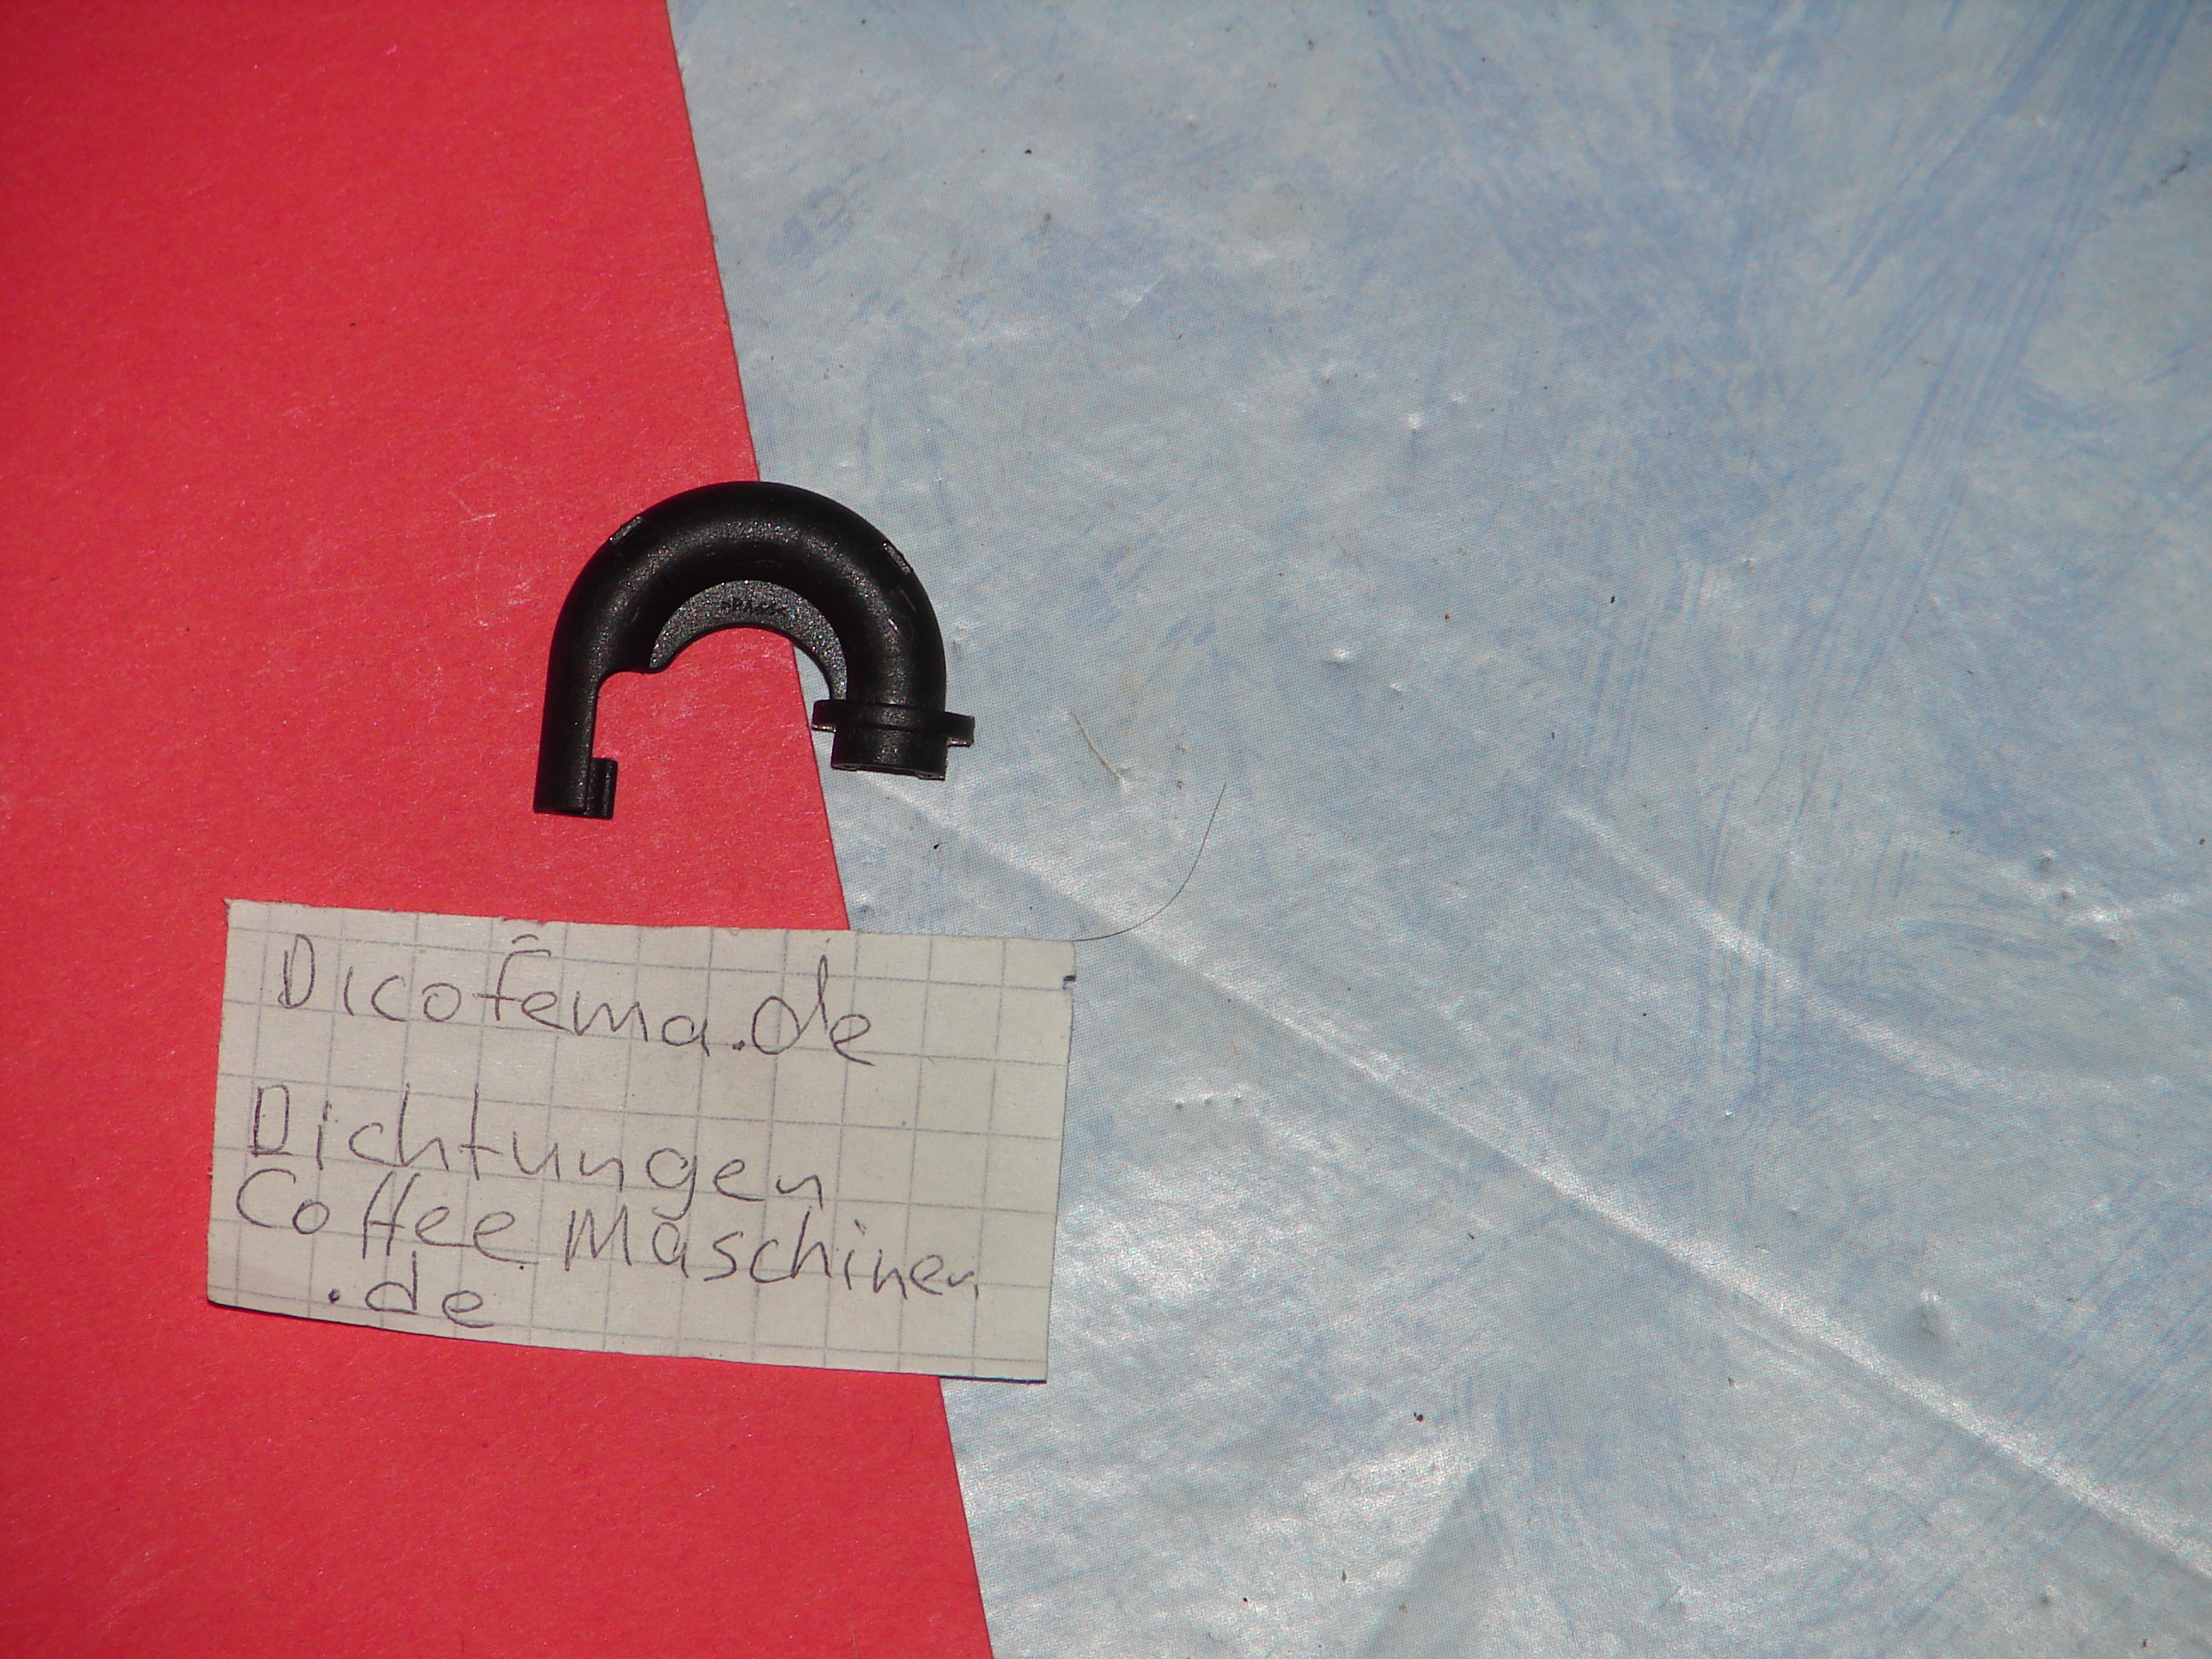 Dicofema.de
Dichtungen
Coffee Maschinen
.de